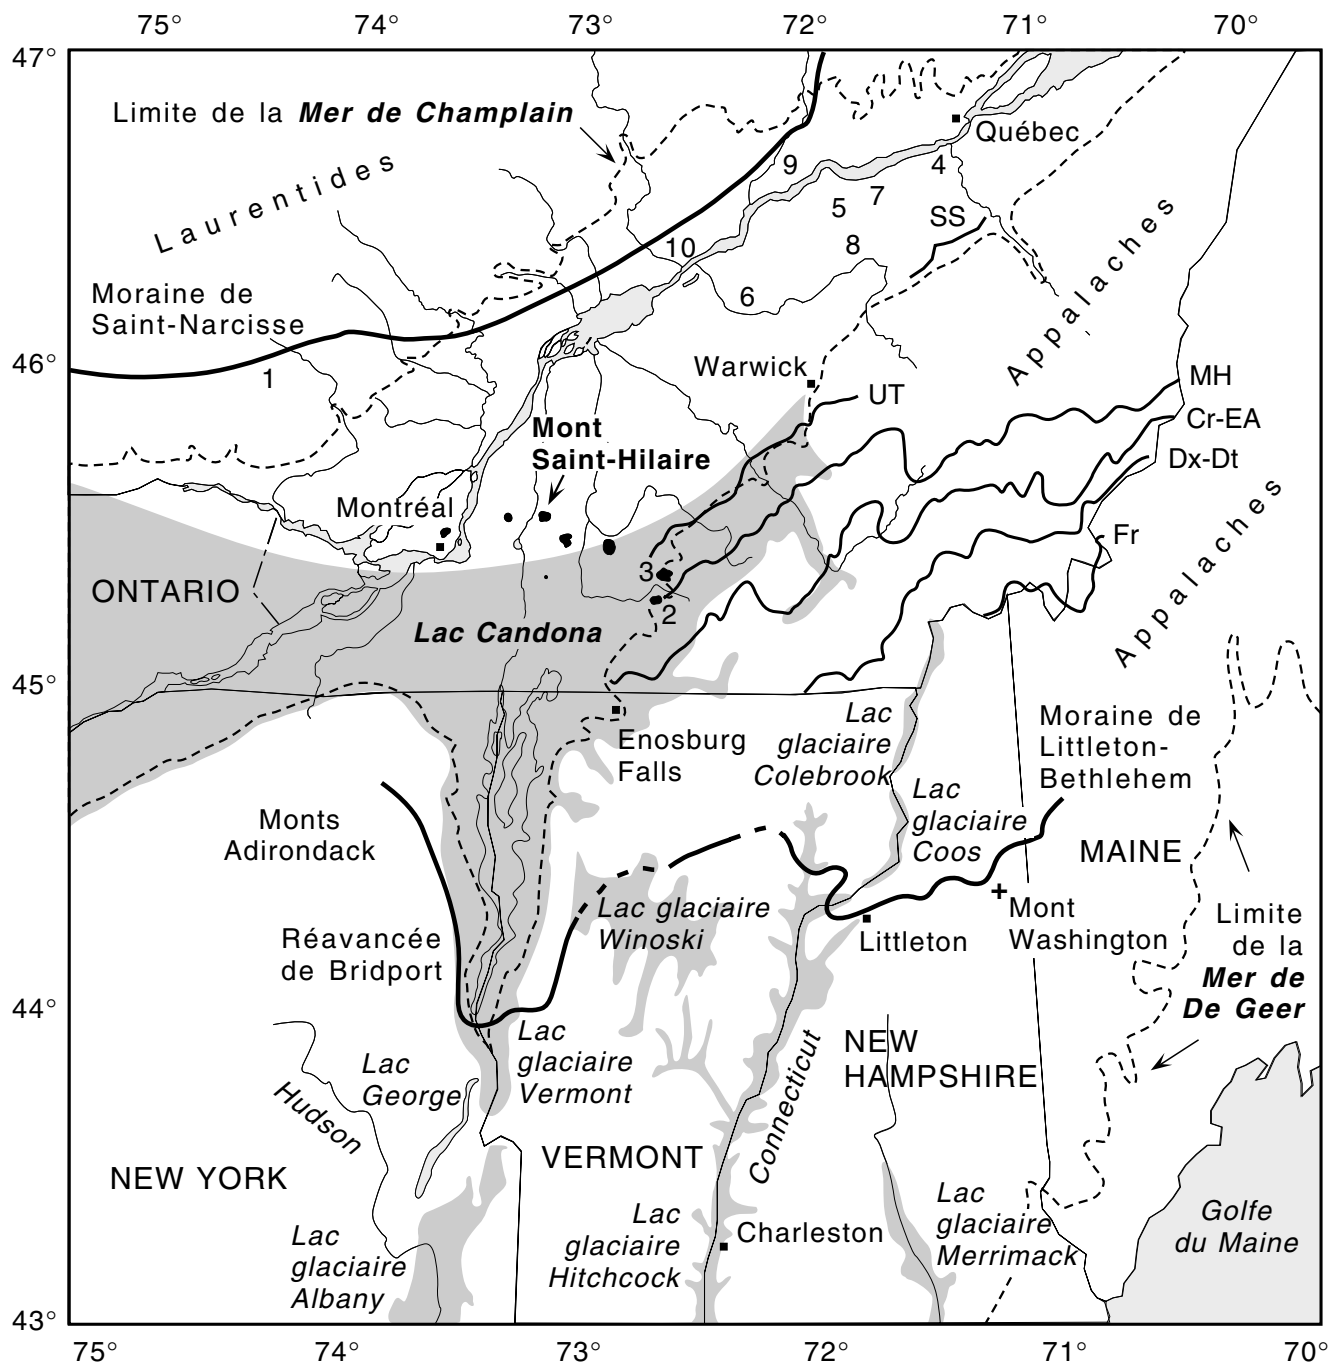 75° 74° 73° 72° 71° 70°
47°
Limite de la Mer de Champlain
Québec
Laurentides
9
4
7
5
SS
8
10
6
Appalaches
Moraine de
Saint-Narcisse
46°
1
Warwick
UT
MH
Cr-EA
Dx-Dt
Fr
Mont
Saint-Hilaire
Montréal
3
2
ONTARIO
Lac Candona
Appalaches
45°
Enosburg
Falls
Lac
glaciaire
Colebrook
Moraine de
Littleton-
Bethlehem
Lac
glaciaire
Coos
Monts
Adirondack
MAINE
Lac glaciaire
Winoski
Mont
Washington
Littleton
Limite
de la
Mer de
De Geer
Réavancée
de Bridport
44°
Lac
glaciaire
Vermont
Lac
George
Hudson
NEW
HAMPSHIRE
Connecticut
VERMONT
NEW YORK
Lac
glaciaire
Albany
Lac
glaciaire
Hitchcock
Charleston
Lac
glaciaire
Merrimack
Golfe
du Maine
43°
75° 74° 73° 72° 71° 70°